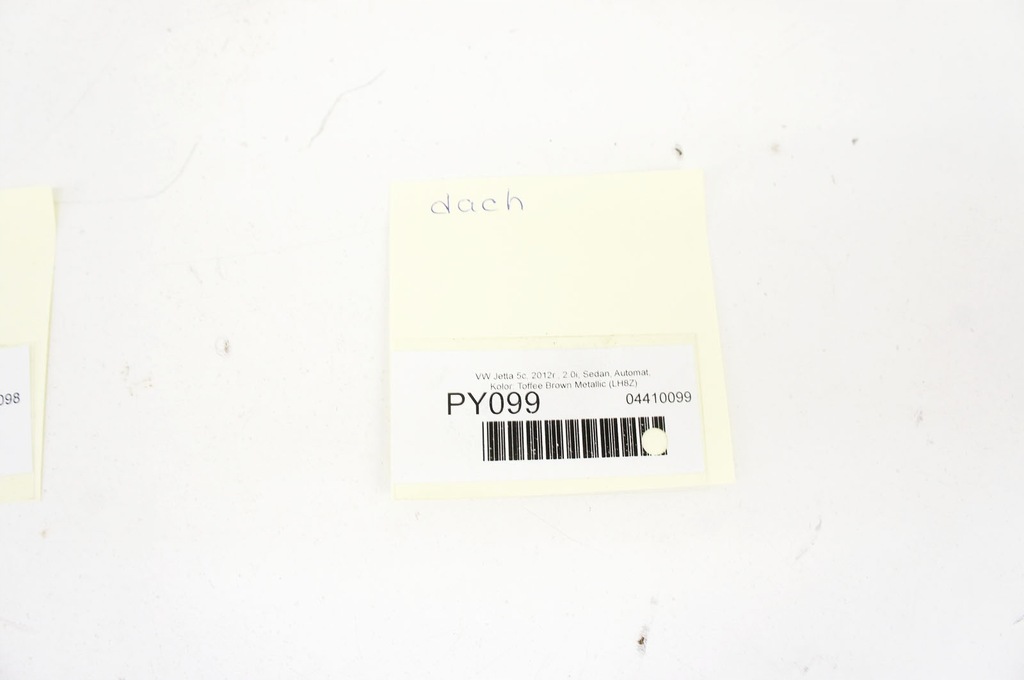 dach
VW Jetta 5c, 2012r., 2.0i, Sedan, Automat,
Kolor: Toffee Brown Metallic (LH8Z)
PY099 04410099
098